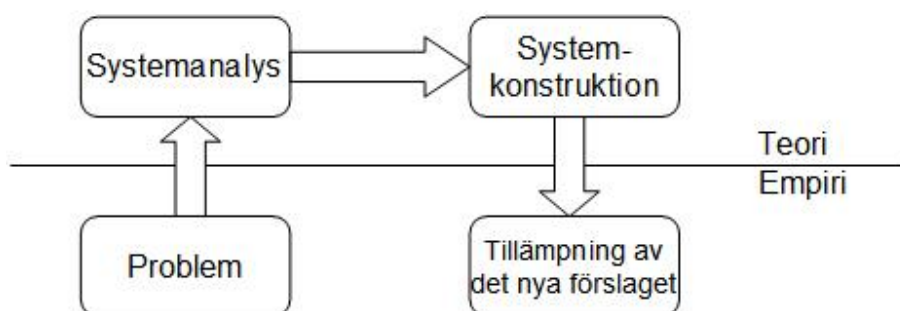 Systemanalys
System-
konstruktion
Teori
Empiri
Problem
Tillämpning av
det nya förslaget